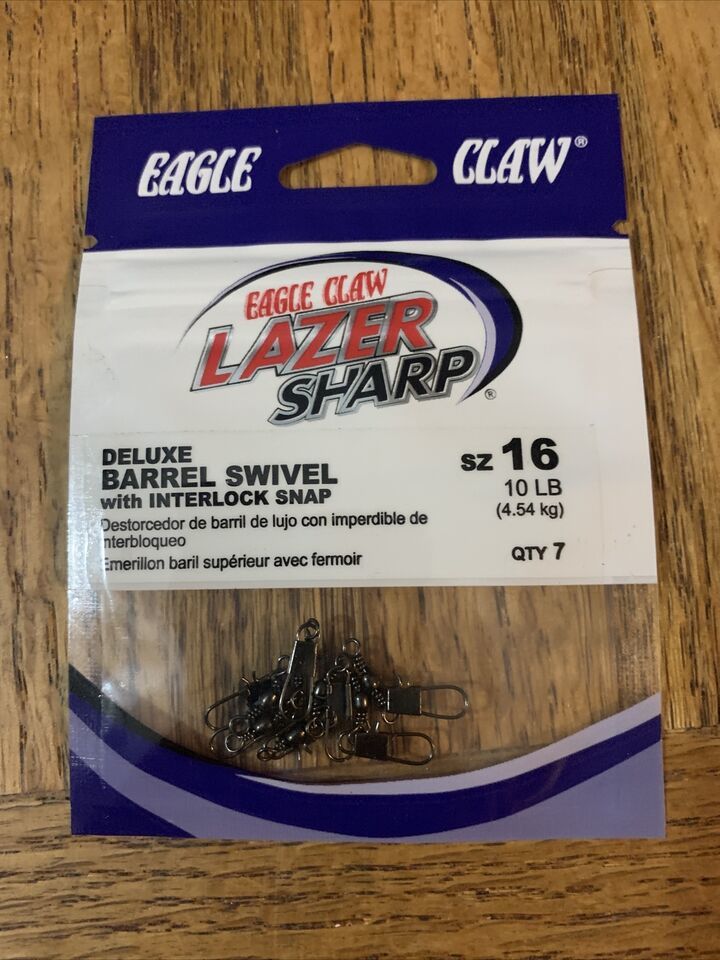 EAGLE CLAW®
EAGLE CLAW
LAZER
SHARP®
DELUXE
BARREL SWIVEL
with INTERLOCK SNAP
SZ 16
10 LB
(4.54 kg)
Destorcedor de barril de lujo con imperdible de
nterbloqueo
Emerillon baril supérieur avec fermoir
QTY 7